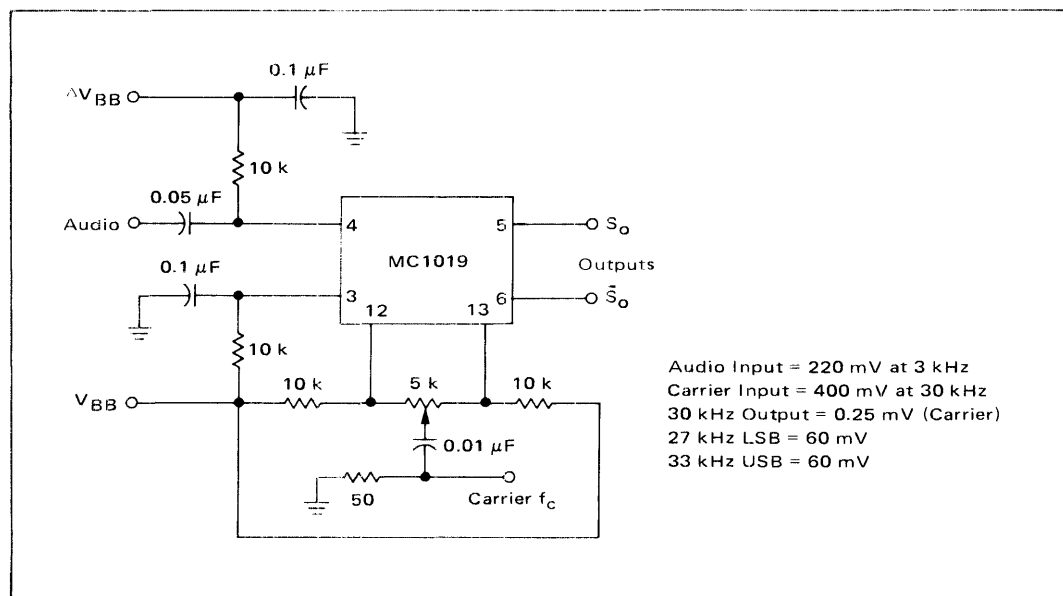 0.1 μF
ΔV_BB
10 k
0.05 μF
Audio
4
5
S_o
MC1019
Outputs
0.1 μF
3
6
S̄_o
12
13
10 k
10 k
5 k
10 k
V_BB
0.01 μF
50
Carrier f_c
Audio Input = 220 mV at 3 kHz
Carrier Input = 400 mV at 30 kHz
30 kHz Output = 0.25 mV (Carrier)
27 kHz LSB = 60 mV
33 kHz USB = 60 mV